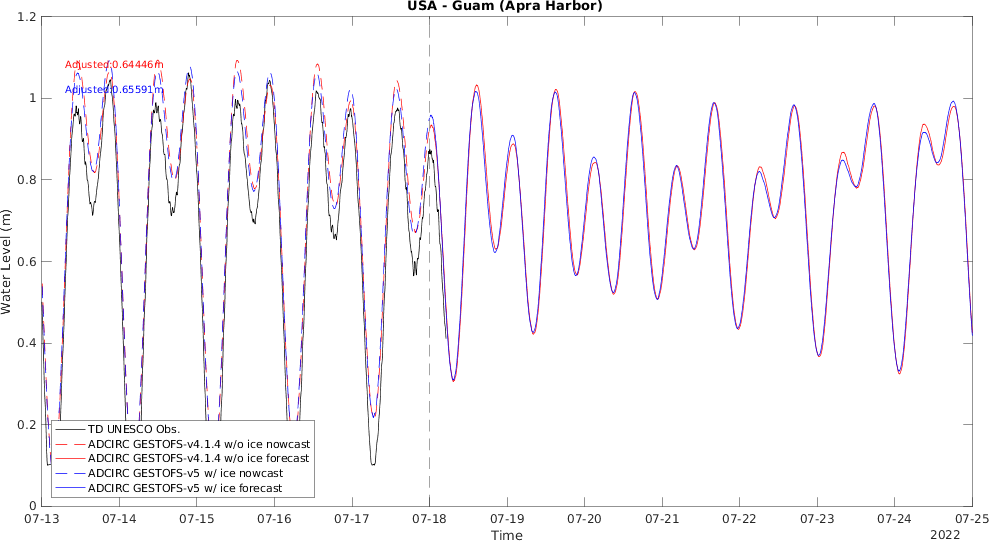 USA - Guam (Apra Harbor)
1.2
1
0.8
0.6
0.4
0.2
0
Water Level (m)
Adjusted:0.64446m
Adjusted:0.65591m
TD UNESCO Obs.
ADCIRC GESTOFS-v4.1.4 w/o ice nowcast
ADCIRC GESTOFS-v4.1.4 w/o ice forecast
ADCIRC GESTOFS-v5 w/ ice nowcast
ADCIRC GESTOFS-v5 w/ ice forecast
07-13 07-14 07-15 07-16 07-17 07-18 07-19 07-20 07-21 07-22 07-23 07-24 07-25
Time
2022